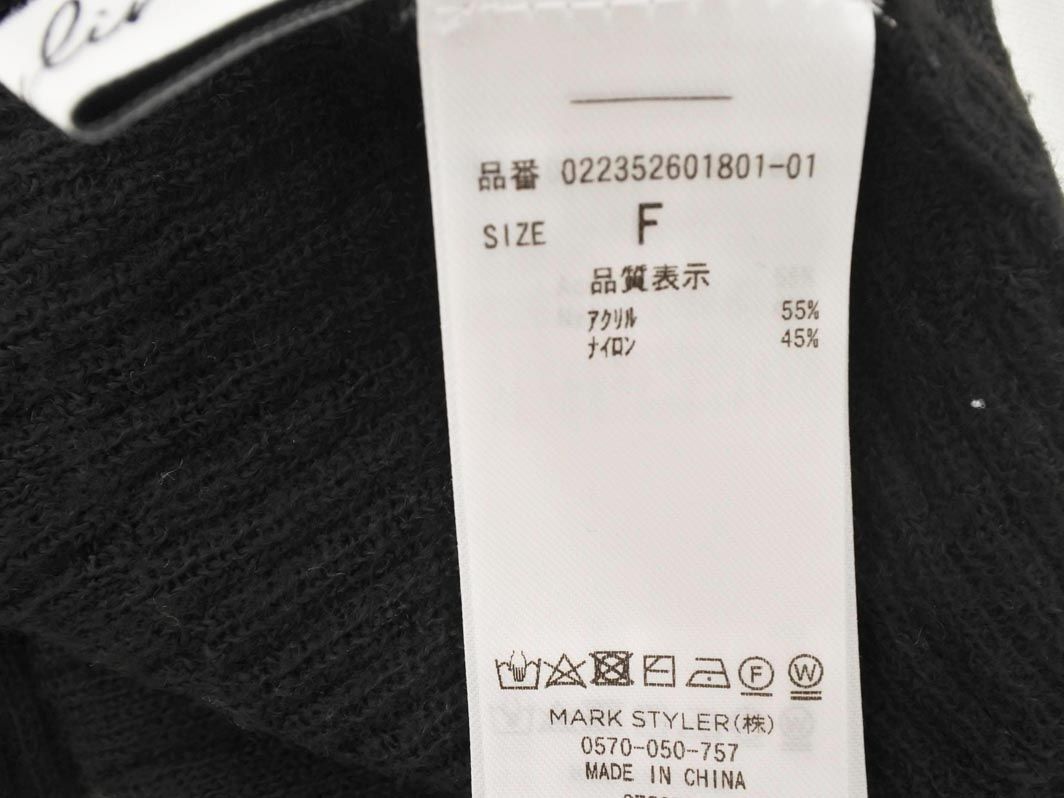 品番 022352601801-01
SIZE F
品質表示
アクリル 55%
ナイロン 45%
F W
MARK STYLER(株)
0570-050-757
MADE IN CHINA